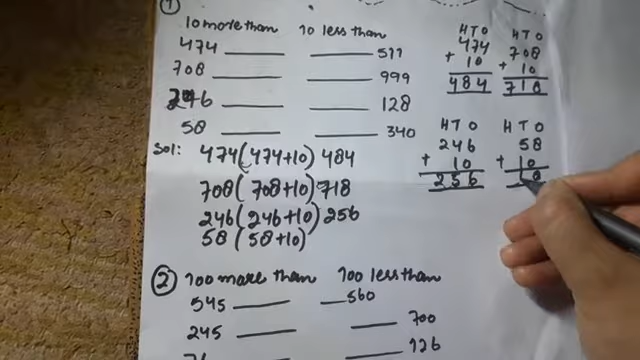 1
10 more than 10 less than
474 ______ ______ 511
708 ______ ______ 999
246 ______ ______ 128
58 ______ ______ 340
Sol: 474 (474+10) 484
708 (708+10) 718
246 (246+10) 256
58 (58+10)
HTO
474
+ 10
484
HTO
708
+ 10
718
HTO
246
+ 10
256
HTO
58
+ 10
68
2 100 more than 100 less than
545 ______ ___560
245 ______ ______ 700
______ 126